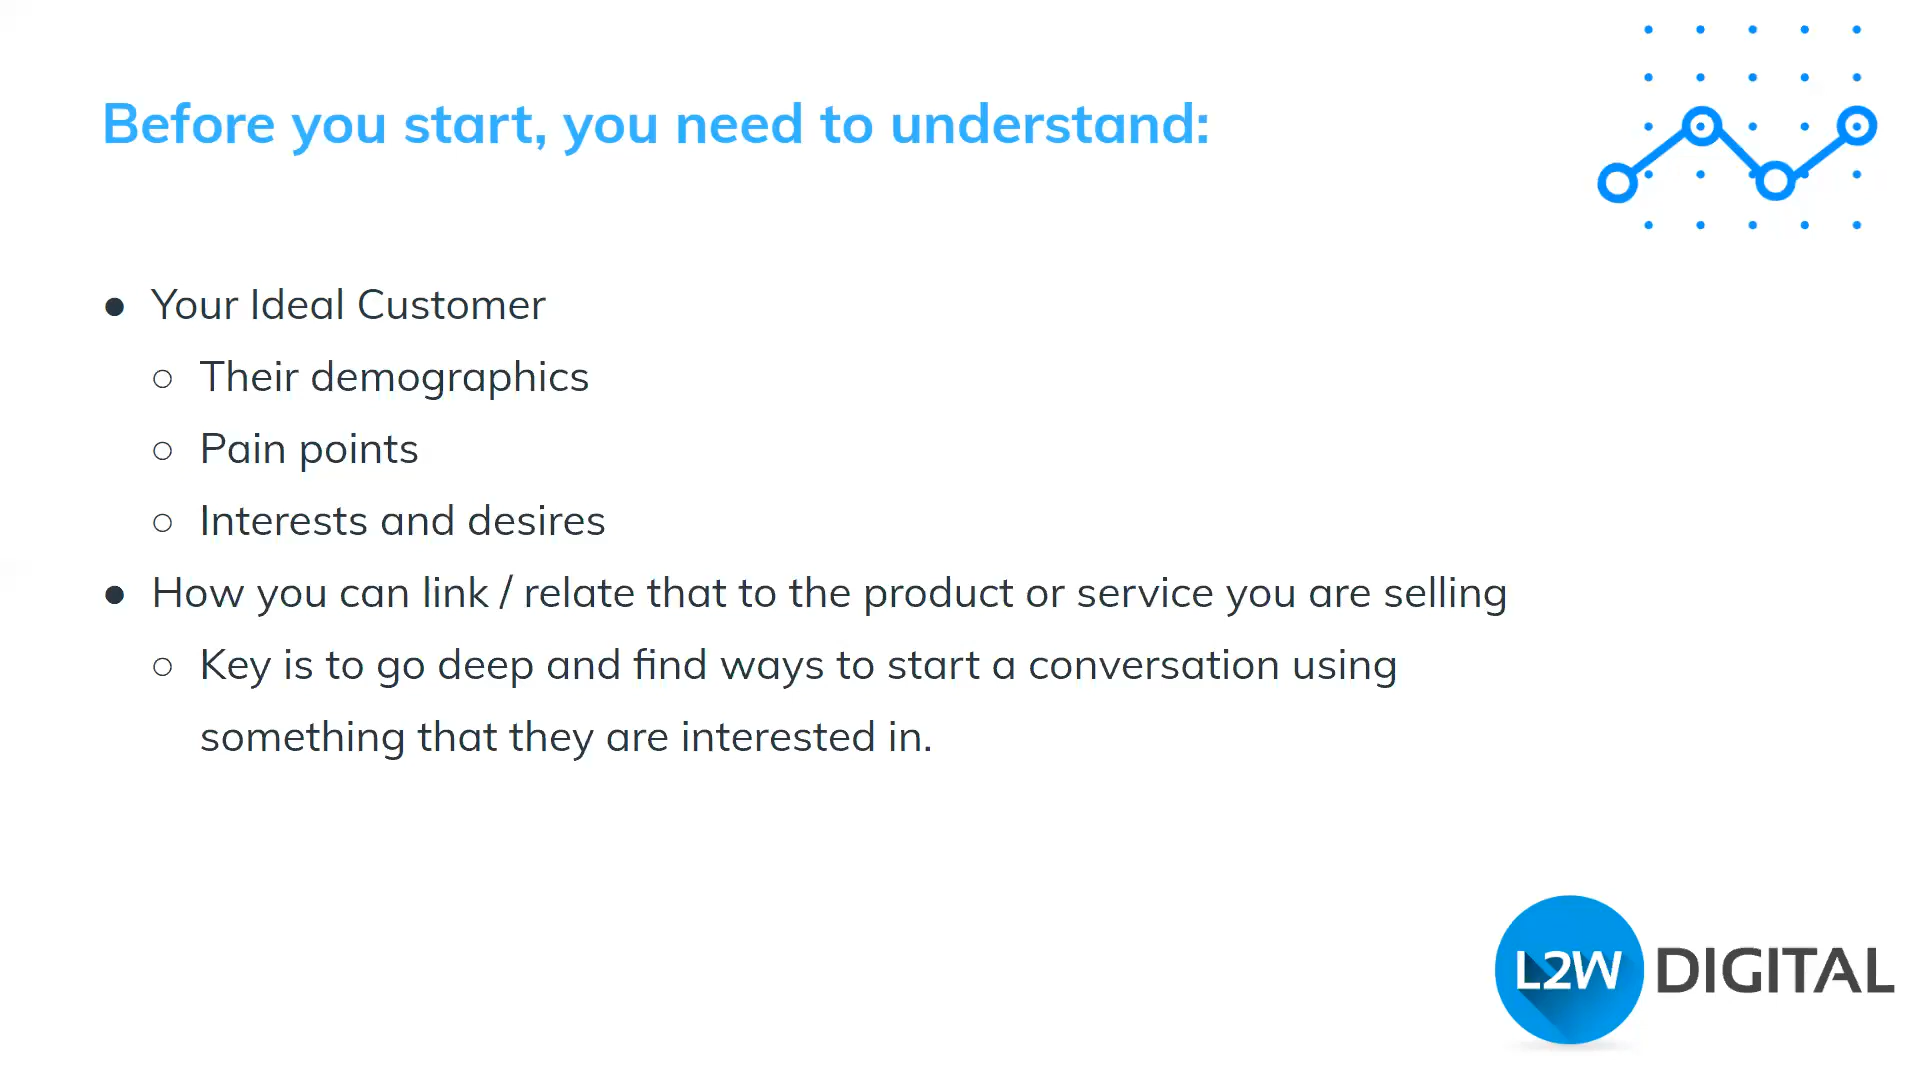 Before you start, you need to understand:
● Your Ideal Customer
○ Their demographics
○ Pain points
○ Interests and desires
● How you can link / relate that to the product or service you are selling
○ Key is to go deep and find ways to start a conversation using
something that they are interested in.
L2W DIGITAL